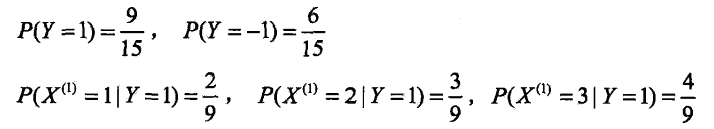 P(Y = 1) = 9/15 ,   P(Y = −1) = 6/15
P(X^(1) = 1 | Y = 1) = 2/9 ,   P(X^(1) = 2 | Y = 1) = 3/9 ,   P(X^(1) = 3 | Y = 1) = 4/9